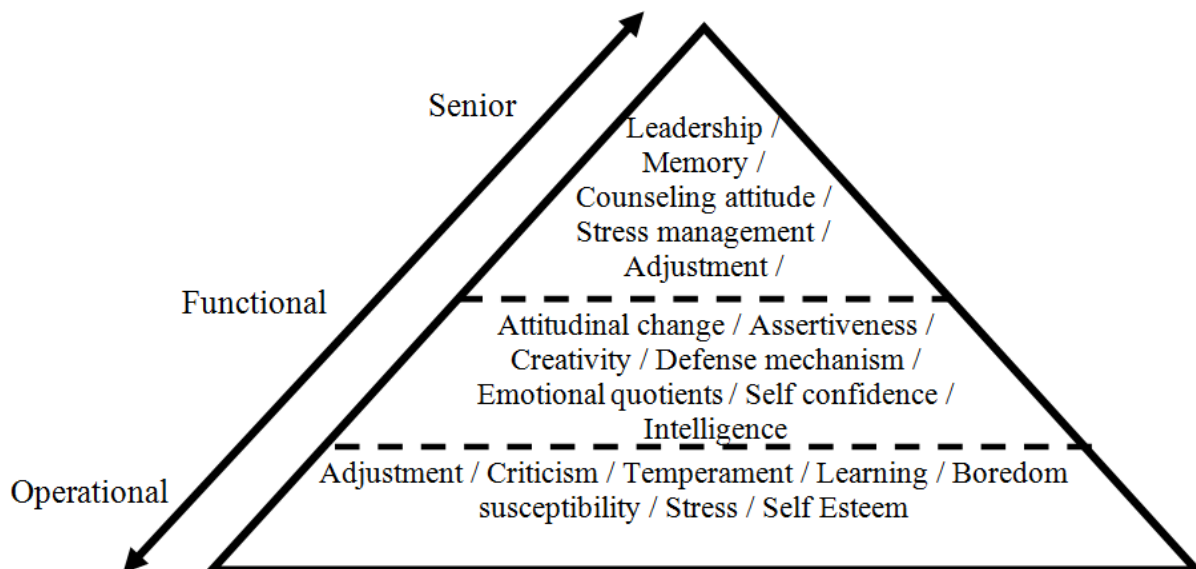 Senior
Leadership /
Memory /
Counseling attitude /
Stress management /
Adjustment /
Functional
Attitudinal change / Assertiveness /
Creativity / Defense mechanism /
Emotional quotients / Self confidence /
Intelligence
Operational
Adjustment / Criticism / Temperament / Learning / Boredom
susceptibility / Stress / Self Esteem